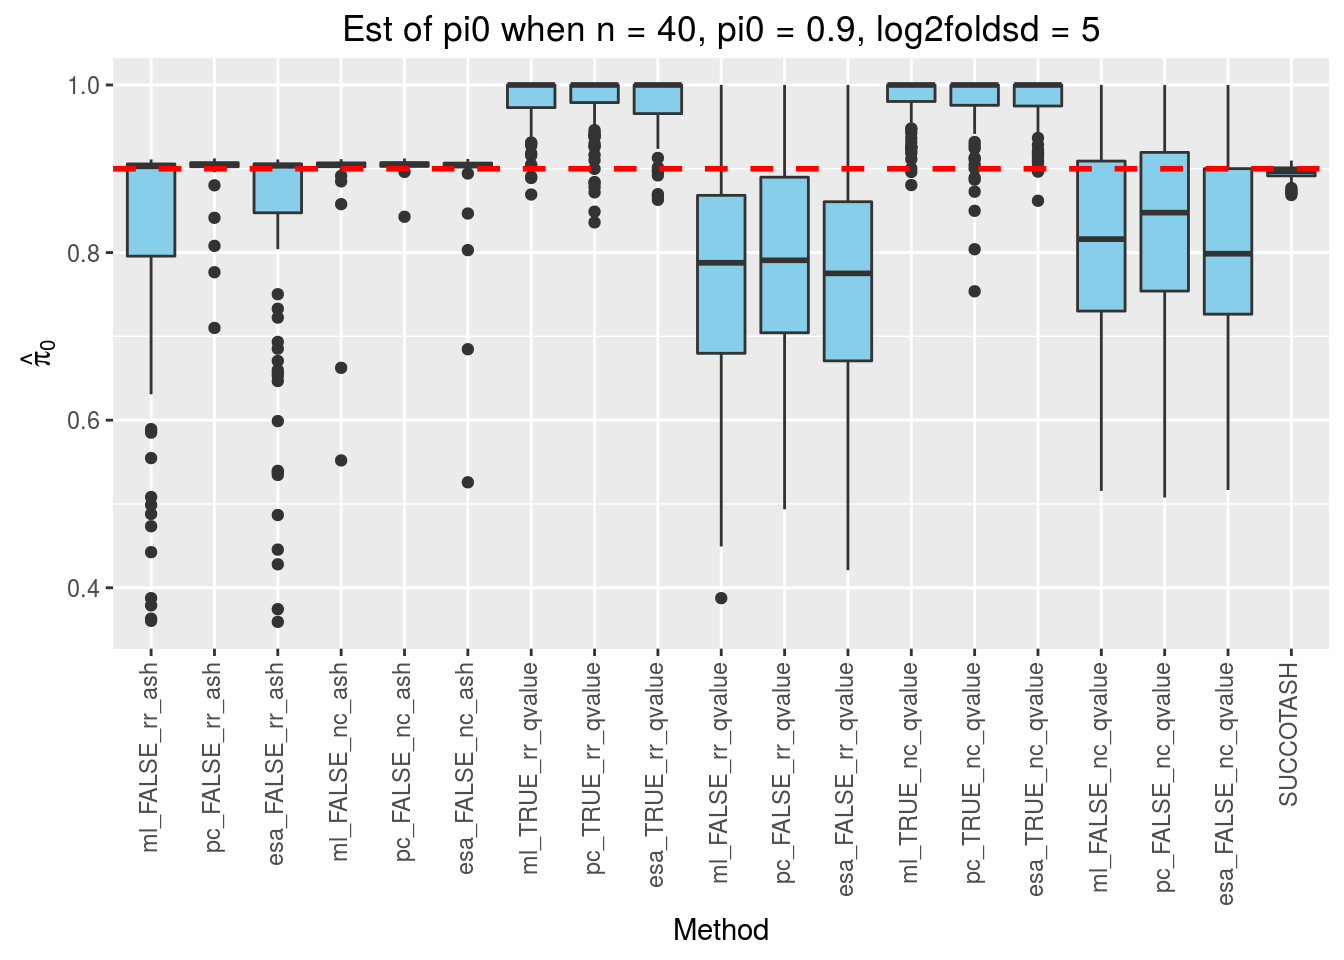 Est of pi0 when n = 40, pi0 = 0.9, log2foldsd = 5
1.0
0.8
0.6
0.4
π̂₀
ml_FALSE_rr_ash
pc_FALSE_rr_ash
esa_FALSE_rr_ash
ml_FALSE_nc_ash
pc_FALSE_nc_ash
esa_FALSE_nc_ash
ml_TRUE_rr_qvalue
pc_TRUE_rr_qvalue
esa_TRUE_rr_qvalue
ml_FALSE_rr_qvalue
pc_FALSE_rr_qvalue
esa_FALSE_rr_qvalue
ml_TRUE_nc_qvalue
pc_TRUE_nc_qvalue
esa_TRUE_nc_qvalue
ml_FALSE_nc_qvalue
pc_FALSE_nc_qvalue
esa_FALSE_nc_qvalue
SUCCOTASH
Method